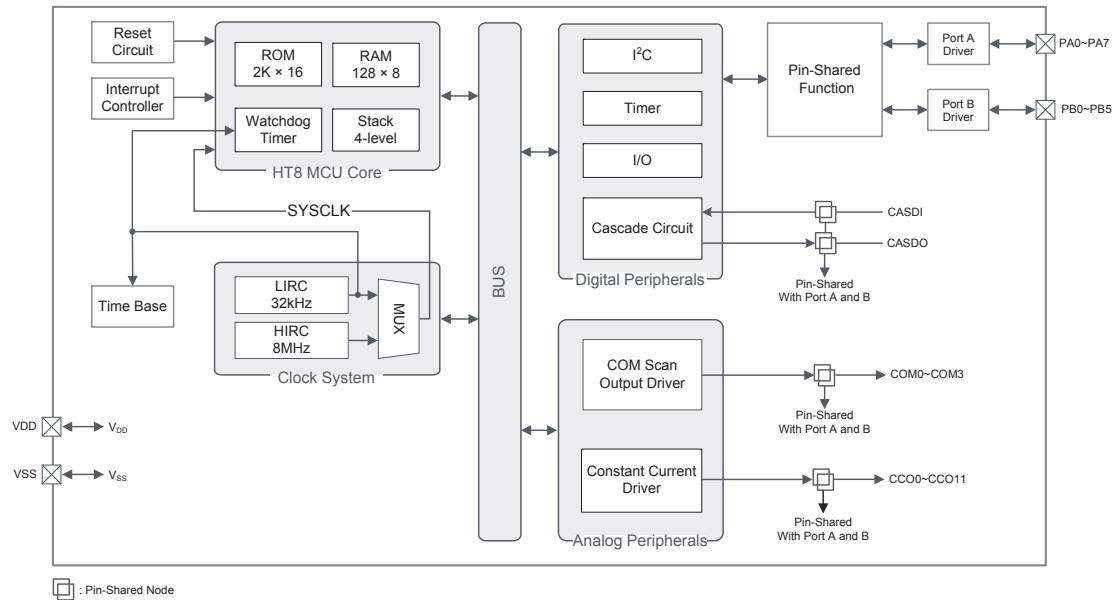 Reset
Circuit
Interrupt
Controller
ROM
2K × 16
RAM
128 × 8
Watchdog
Timer
Stack
4-level
HT8 MCU Core
SYSCLK
Time Base
LIRC
32kHz
HIRC
8MHz
MUX
Clock System
VDD
VDD
VSS
VSS
BUS
I2C
Timer
I/O
Cascade Circuit
Digital Peripherals
Pin-Shared
Function
Port A
Driver
PA0~PA7
Port B
Driver
PB0~PB5
CASDI
CASDO
Pin-Shared
With Port A and B
COM Scan
Output Driver
COM0~COM3
Pin-Shared
With Port A and B
Constant Current
Driver
CCO0~CCO11
Pin-Shared
With Port A and B
Analog Peripherals
: Pin-Shared Node